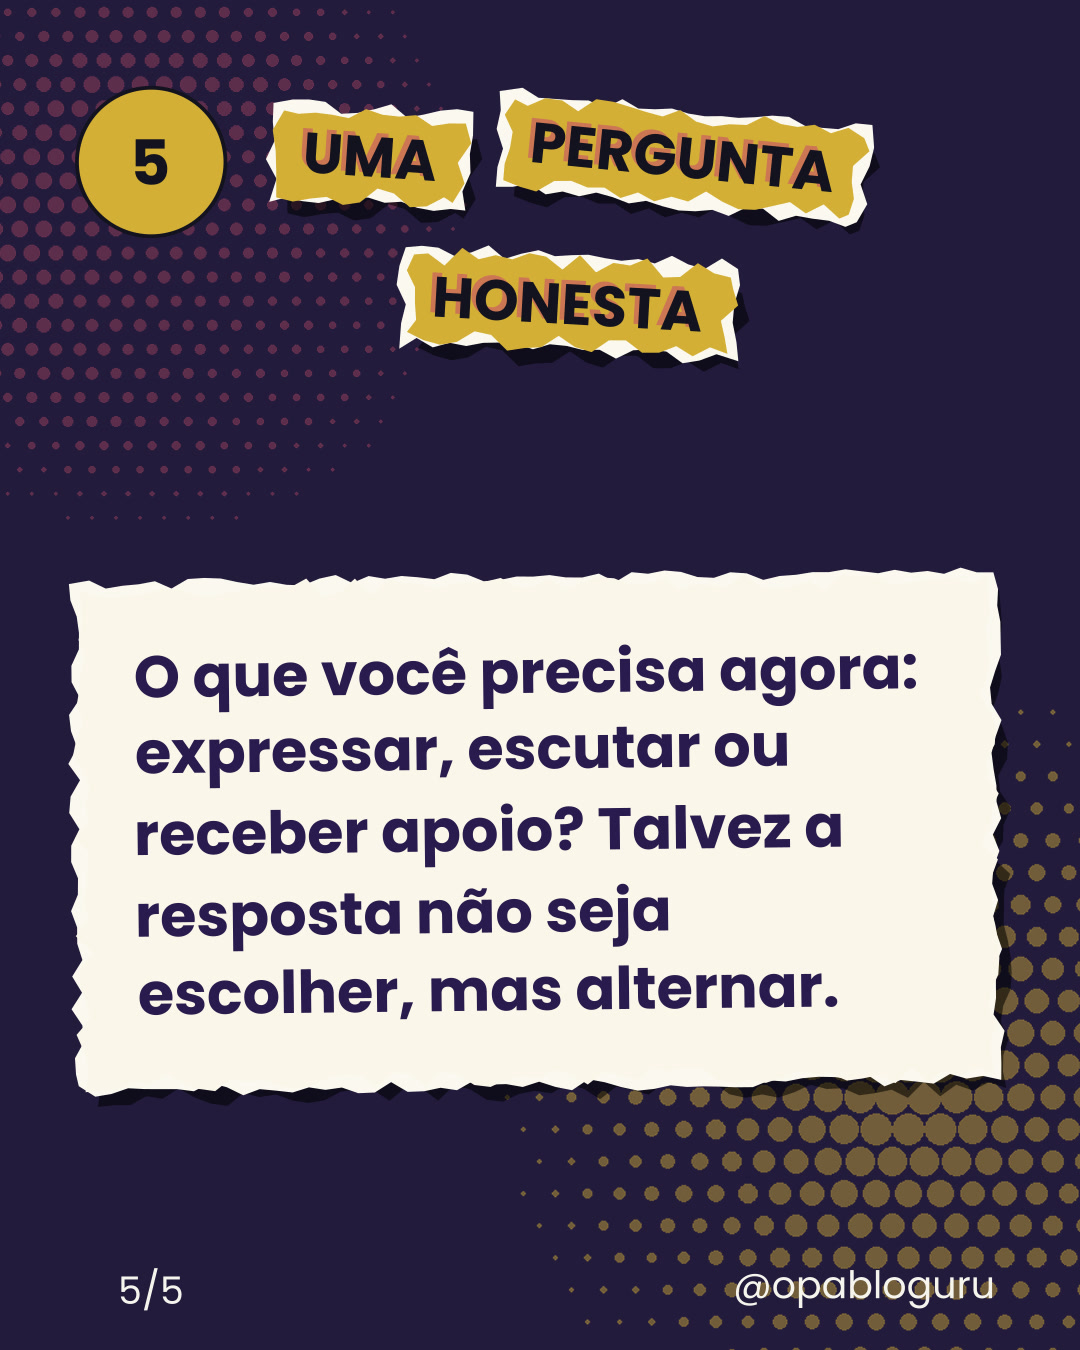 5
UMA PERGUNTA
HONESTA
O que você precisa agora:
expressar, escutar ou
receber apoio? Talvez a
resposta não seja
escolher, mas alternar.
5/5
@opabloguru